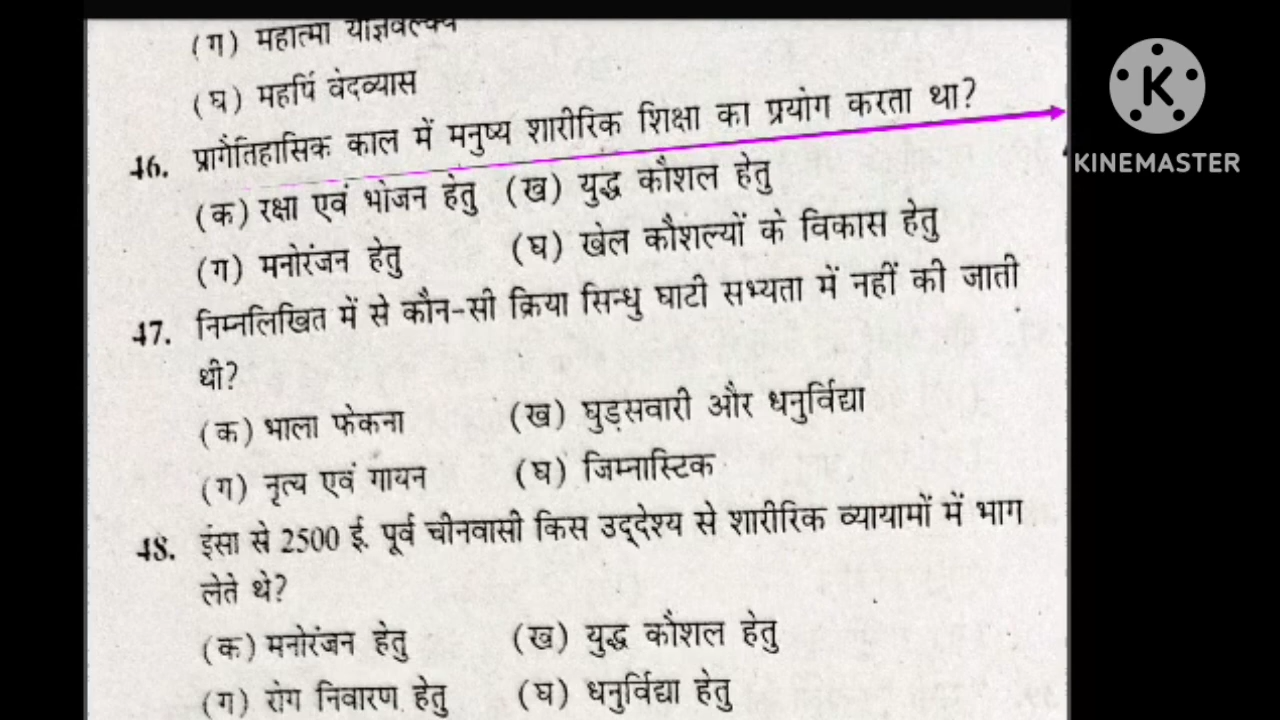 (ग) महात्मा याज्ञवल्क्य
(घ) महर्षि वेदव्यास
46. प्रागैतिहासिक काल में मनुष्य शारीरिक शिक्षा का प्रयोग करता था?
(क) रक्षा एवं भोजन हेतु (ख) युद्ध कौशल हेतु
(ग) मनोरंजन हेतु (घ) खेल कौशल्यों के विकास हेतु
47. निम्नलिखित में से कौन-सी क्रिया सिन्धु घाटी सभ्यता में नहीं की जाती
थी?
(क) भाला फेकना (ख) घुड़सवारी और धनुर्विद्या
(ग) नृत्य एवं गायन (घ) जिम्नास्टिक
48. इंसा से 2500 ई. पूर्व चीनवासी किस उद्देश्य से शारीरिक व्यायामों में भाग
लेते थे?
(क) मनोरंजन हेतु (ख) युद्ध कौशल हेतु
(ग) रोग निवारण हेतु (घ) धनुर्विद्या हेतु
KINEMASTER